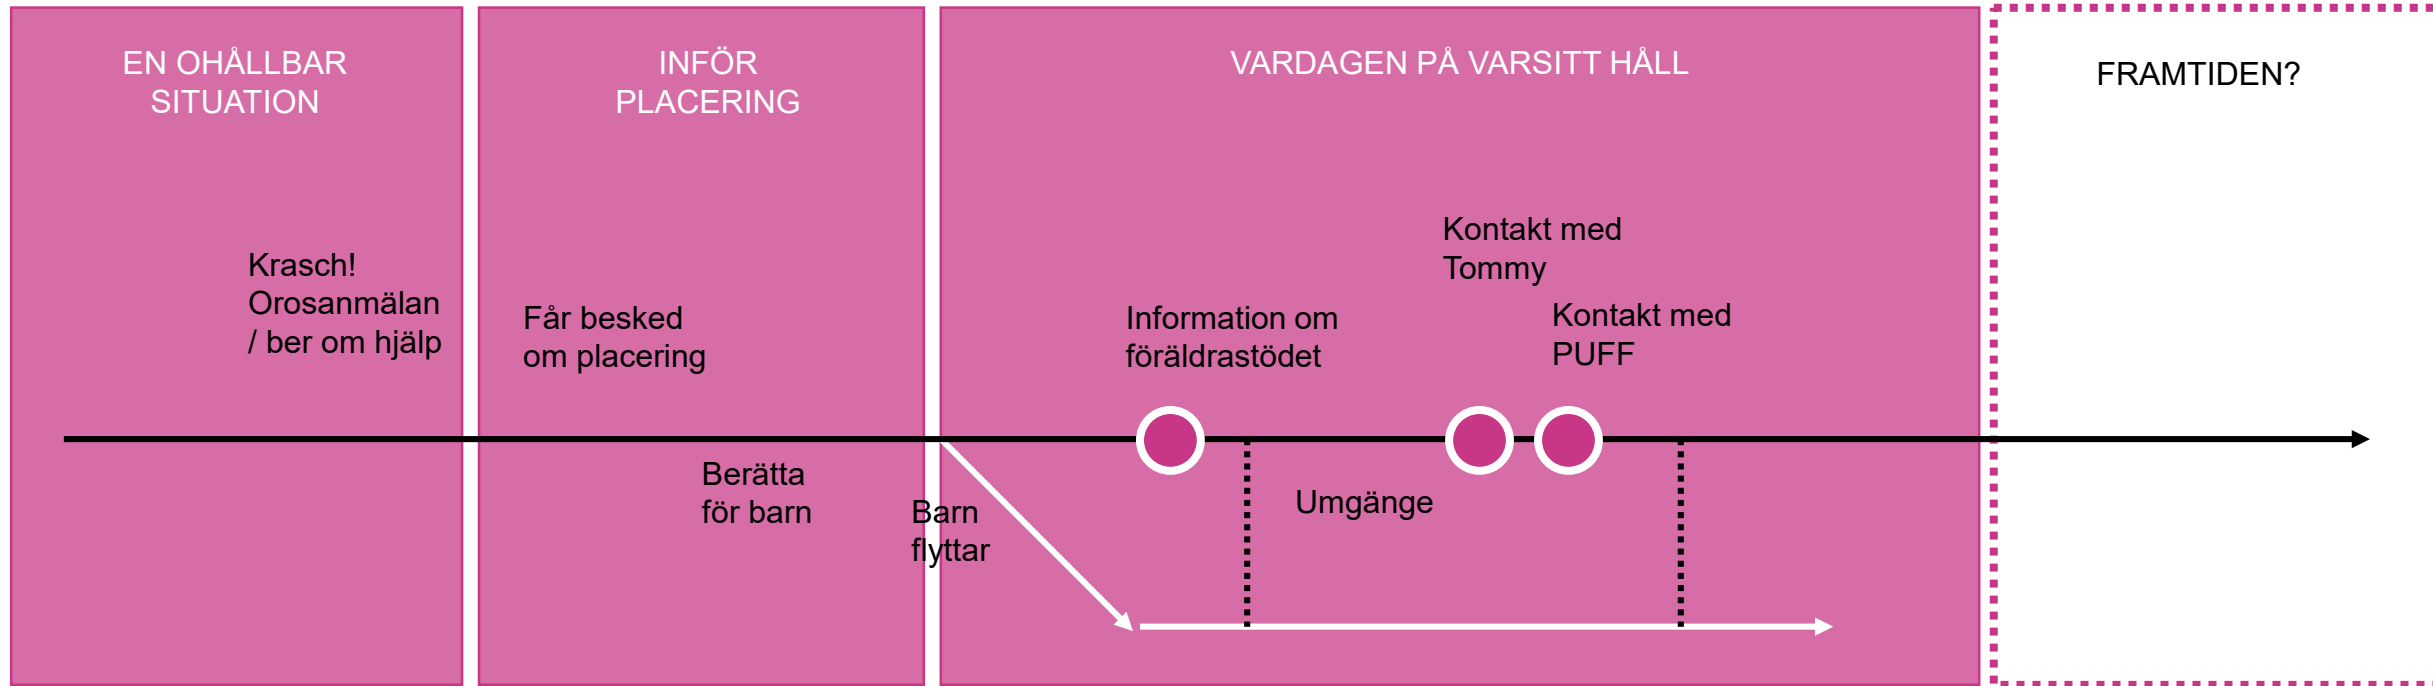 EN OHÅLLBAR
SITUATION
INFÖR
PLACERING
VARDAGEN PÅ VARSITT HÅLL
FRAMTIDEN?
Krasch!
Orosanmälan
/ ber om hjälp
Får besked
om placering
Berätta
för barn
Barn
flyttar
Information om
föräldrastödet
Umgänge
Kontakt med
Tommy
Kontakt med
PUFF